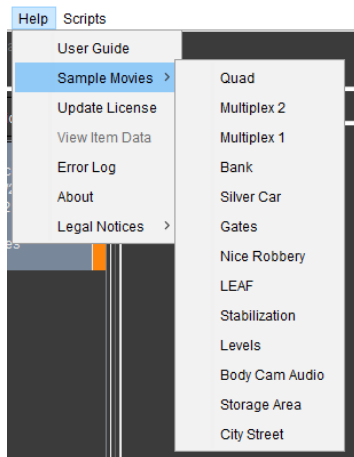 Help Scripts
User Guide
Sample Movies >
Update License
View Item Data
Error Log
About
Legal Notices >
Quad
Multiplex 2
Multiplex 1
Bank
Silver Car
Gates
Nice Robbery
LEAF
Stabilization
Levels
Body Cam Audio
Storage Area
City Street